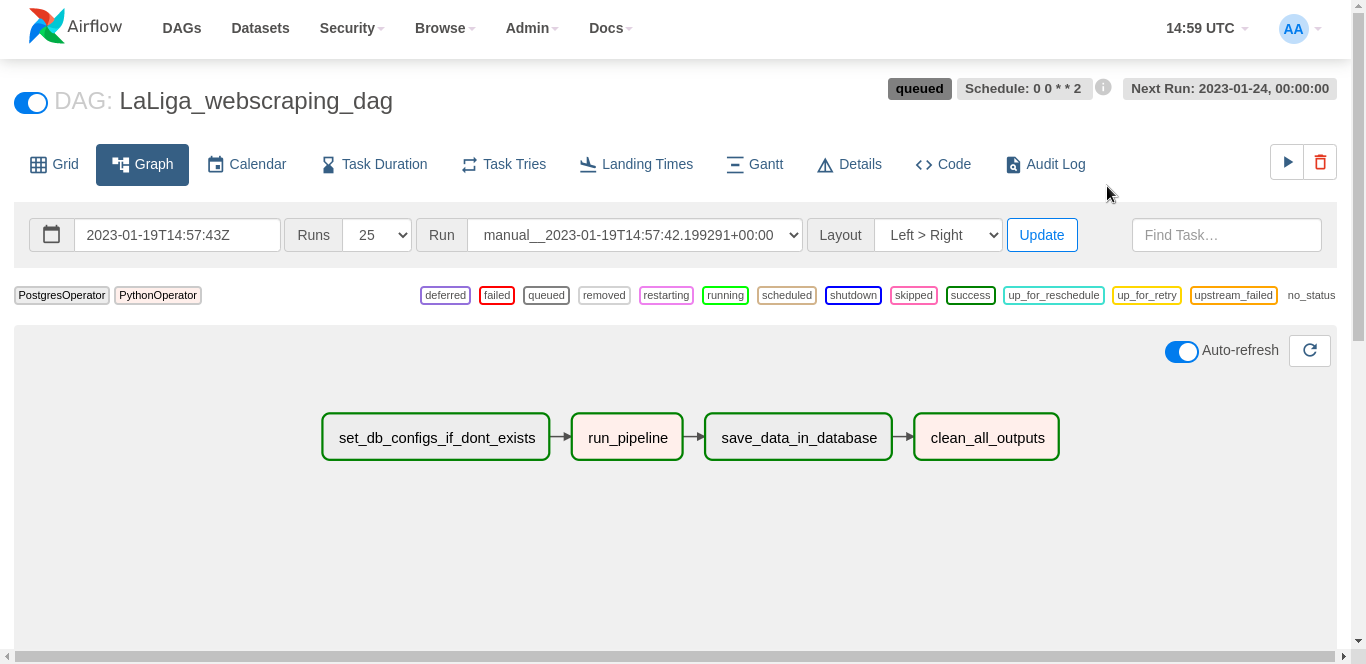 Airflow
DAGs Datasets Security Browse Admin Docs 14:59 UTC AA
queued Schedule: 0 0 * * 2 i Next Run: 2023-01-24, 00:00:00
DAG: LaLiga_webscraping_dag
Grid Graph Calendar Task Duration Task Tries Landing Times Gantt Details Code Audit Log
2023-01-19T14:57:43Z Runs 25 Run manual__2023-01-19T14:57:42.199291+00:00 Layout Left > Right Update Find Task…
PostgresOperator PythonOperator deferred failed queued removed restarting running scheduled shutdown skipped success up_for_reschedule up_for_retry upstream_failed no_status
Auto-refresh
set_db_configs_if_dont_exists run_pipeline save_data_in_database clean_all_outputs